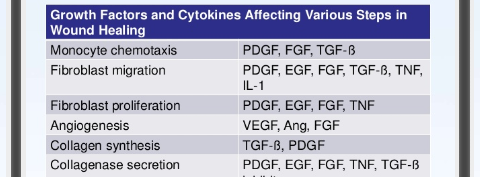 Growth Factors and Cytokines Affecting Various Steps in
Wound Healing
Monocyte chemotaxis PDGF, FGF, TGF-ß
Fibroblast migration PDGF, EGF, FGF, TGF-ß, TNF,
IL-1
Fibroblast proliferation PDGF, EGF, FGF, TNF
Angiogenesis VEGF, Ang, FGF
Collagen synthesis TGF-ß, PDGF
Collagenase secretion PDGF, EGF, FGF, TNF, TGF-ß